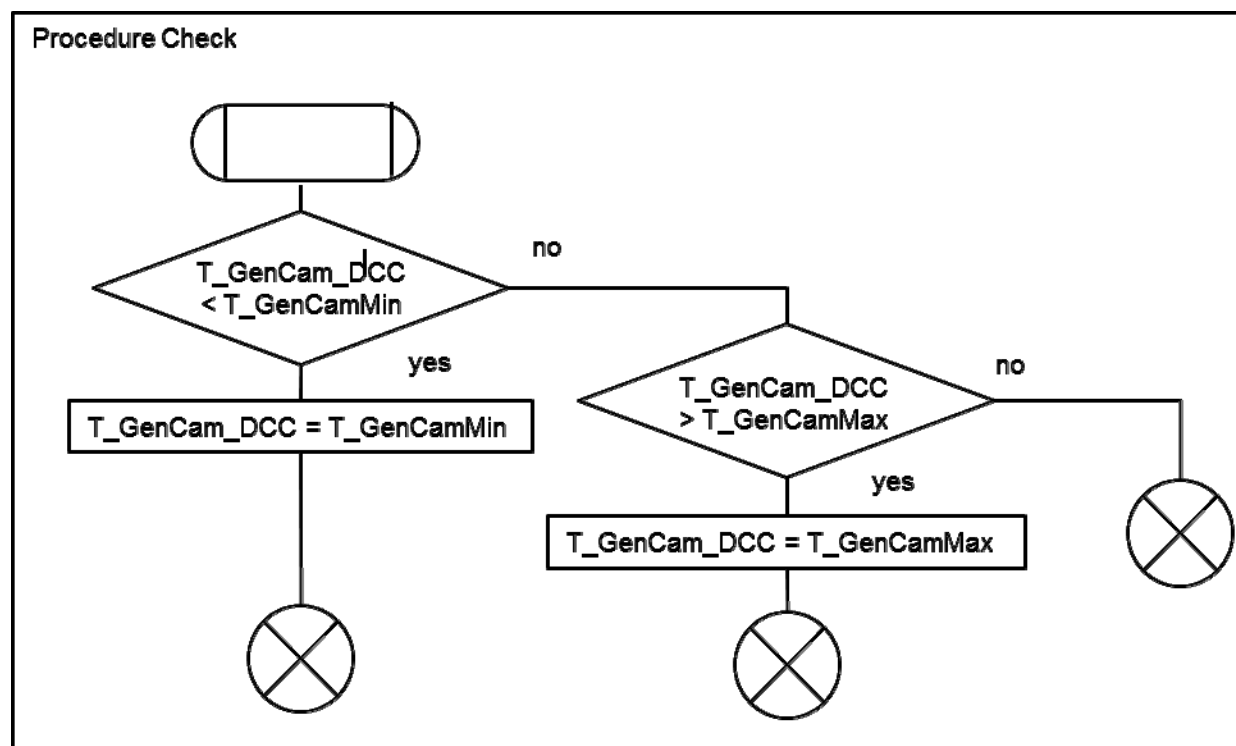 Procedure Check
T_GenCam_DCC
< T_GenCamMin
no
yes
T_GenCam_DCC = T_GenCamMin
T_GenCam_DCC
> T_GenCamMax
no
yes
T_GenCam_DCC = T_GenCamMax